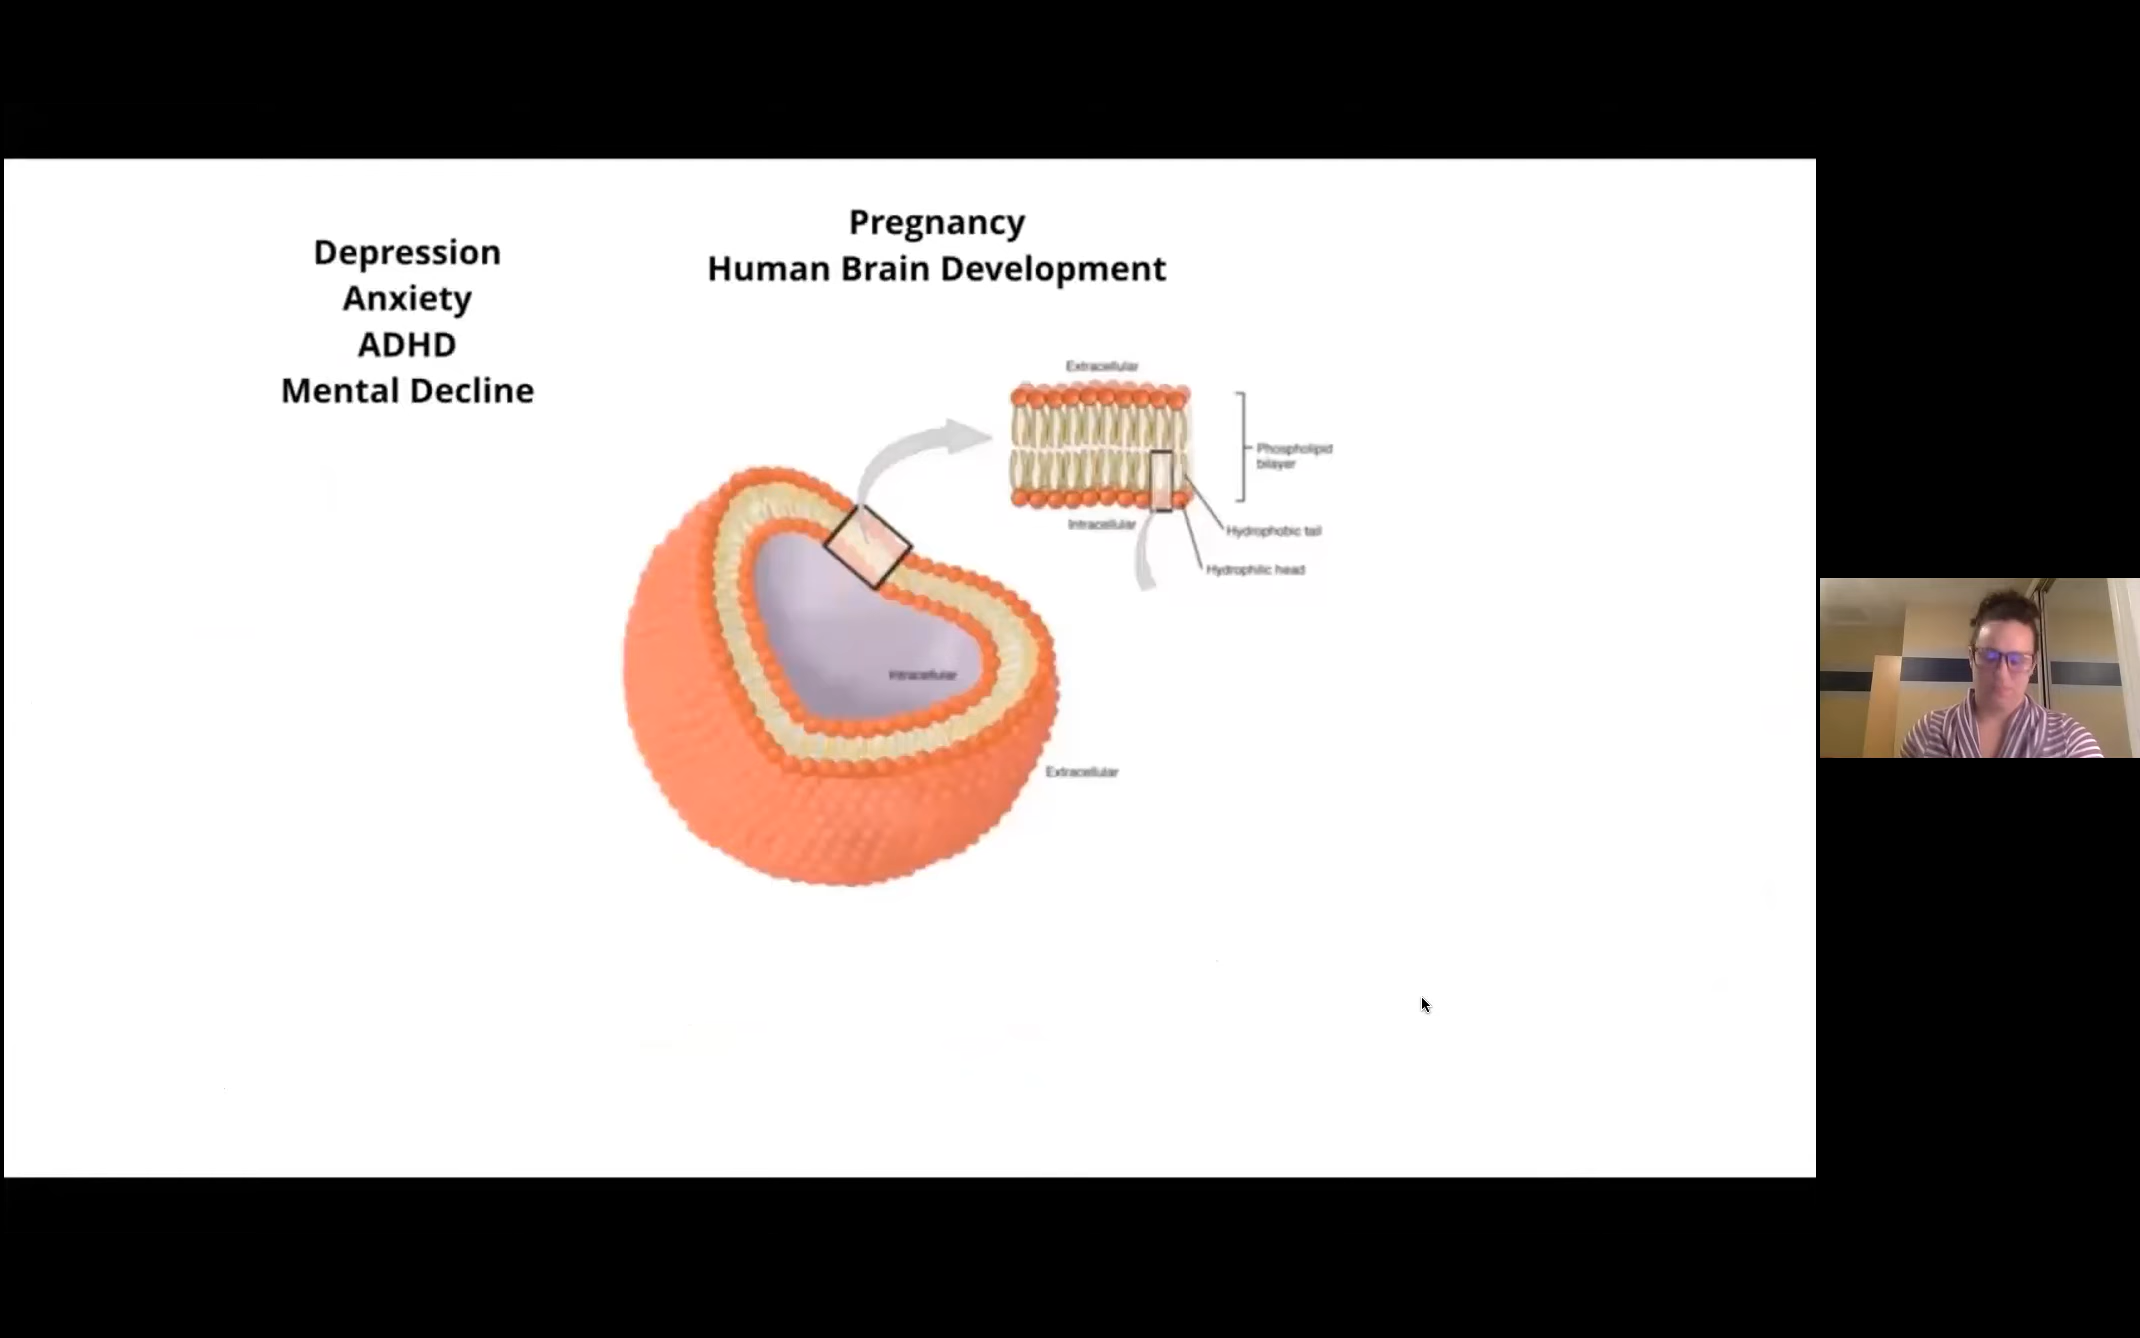 Depression
Anxiety
ADHD
Mental Decline
Pregnancy
Human Brain Development
Extracellular
Phospholipid
bilayer
Intracellular
Hydrophobic tail
Hydrophilic head
Intracellular
Extracellular